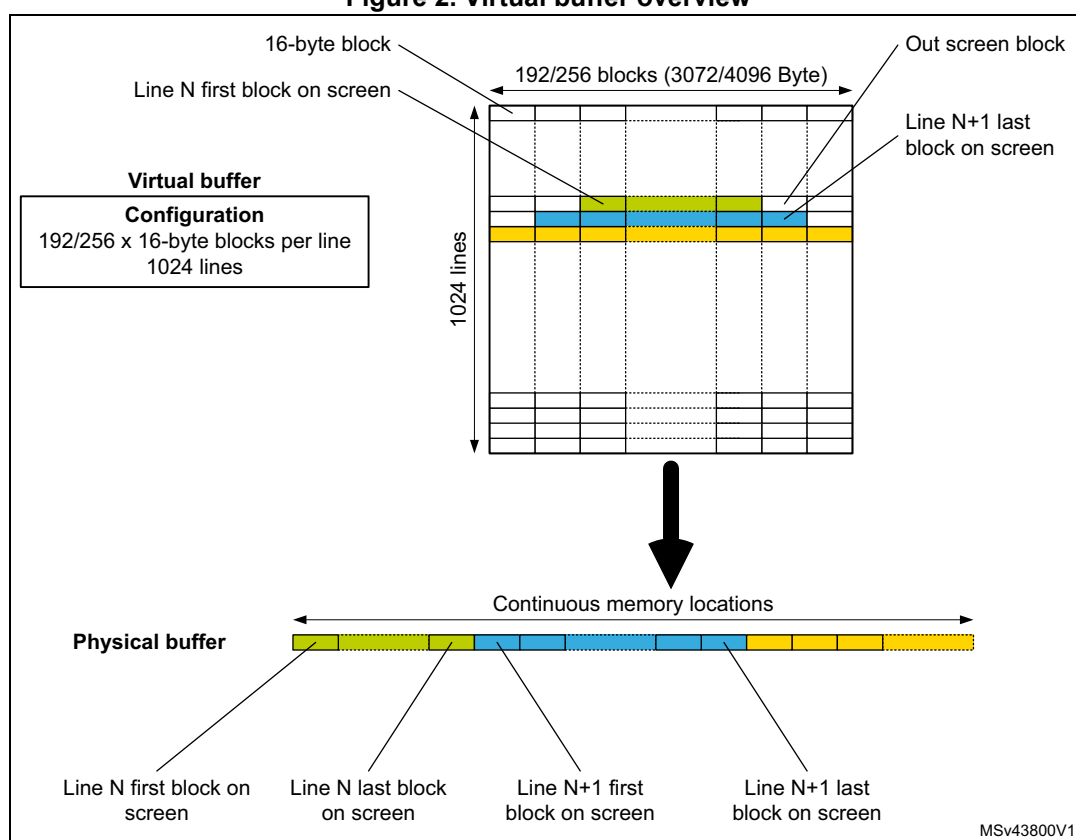 Figure 2. Virtual buffer overview
16-byte block
Out screen block
192/256 blocks (3072/4096 Byte)
Line N first block on screen
Line N+1 last
block on screen
Virtual buffer
Configuration
192/256 x 16-byte blocks per line
1024 lines
1024 lines
Continuous memory locations
Physical buffer
Line N first block on
screen
Line N last block
on screen
Line N+1 first
block on screen
Line N+1 last
block on screen
MSv43800V1